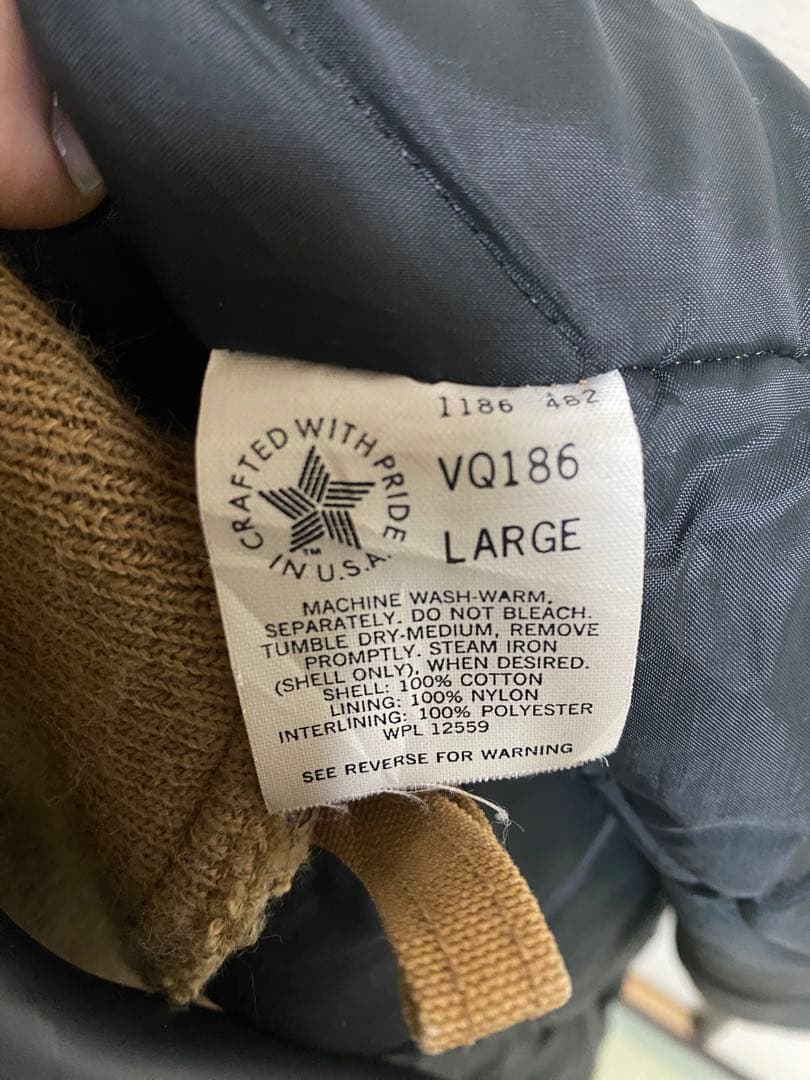 1186 482
VQ186
LARGE
CRAFTED WITH PRIDE
IN U.S.A.
TM
MACHINE WASH-WARM,
SEPARATELY. DO NOT BLEACH.
TUMBLE DRY-MEDIUM, REMOVE
PROMPTLY. STEAM IRON
(SHELL ONLY), WHEN DESIRED.
SHELL: 100% COTTON
LINING: 100% NYLON
INTERLINING: 100% POLYESTER
WPL 12559
SEE REVERSE FOR WARNING